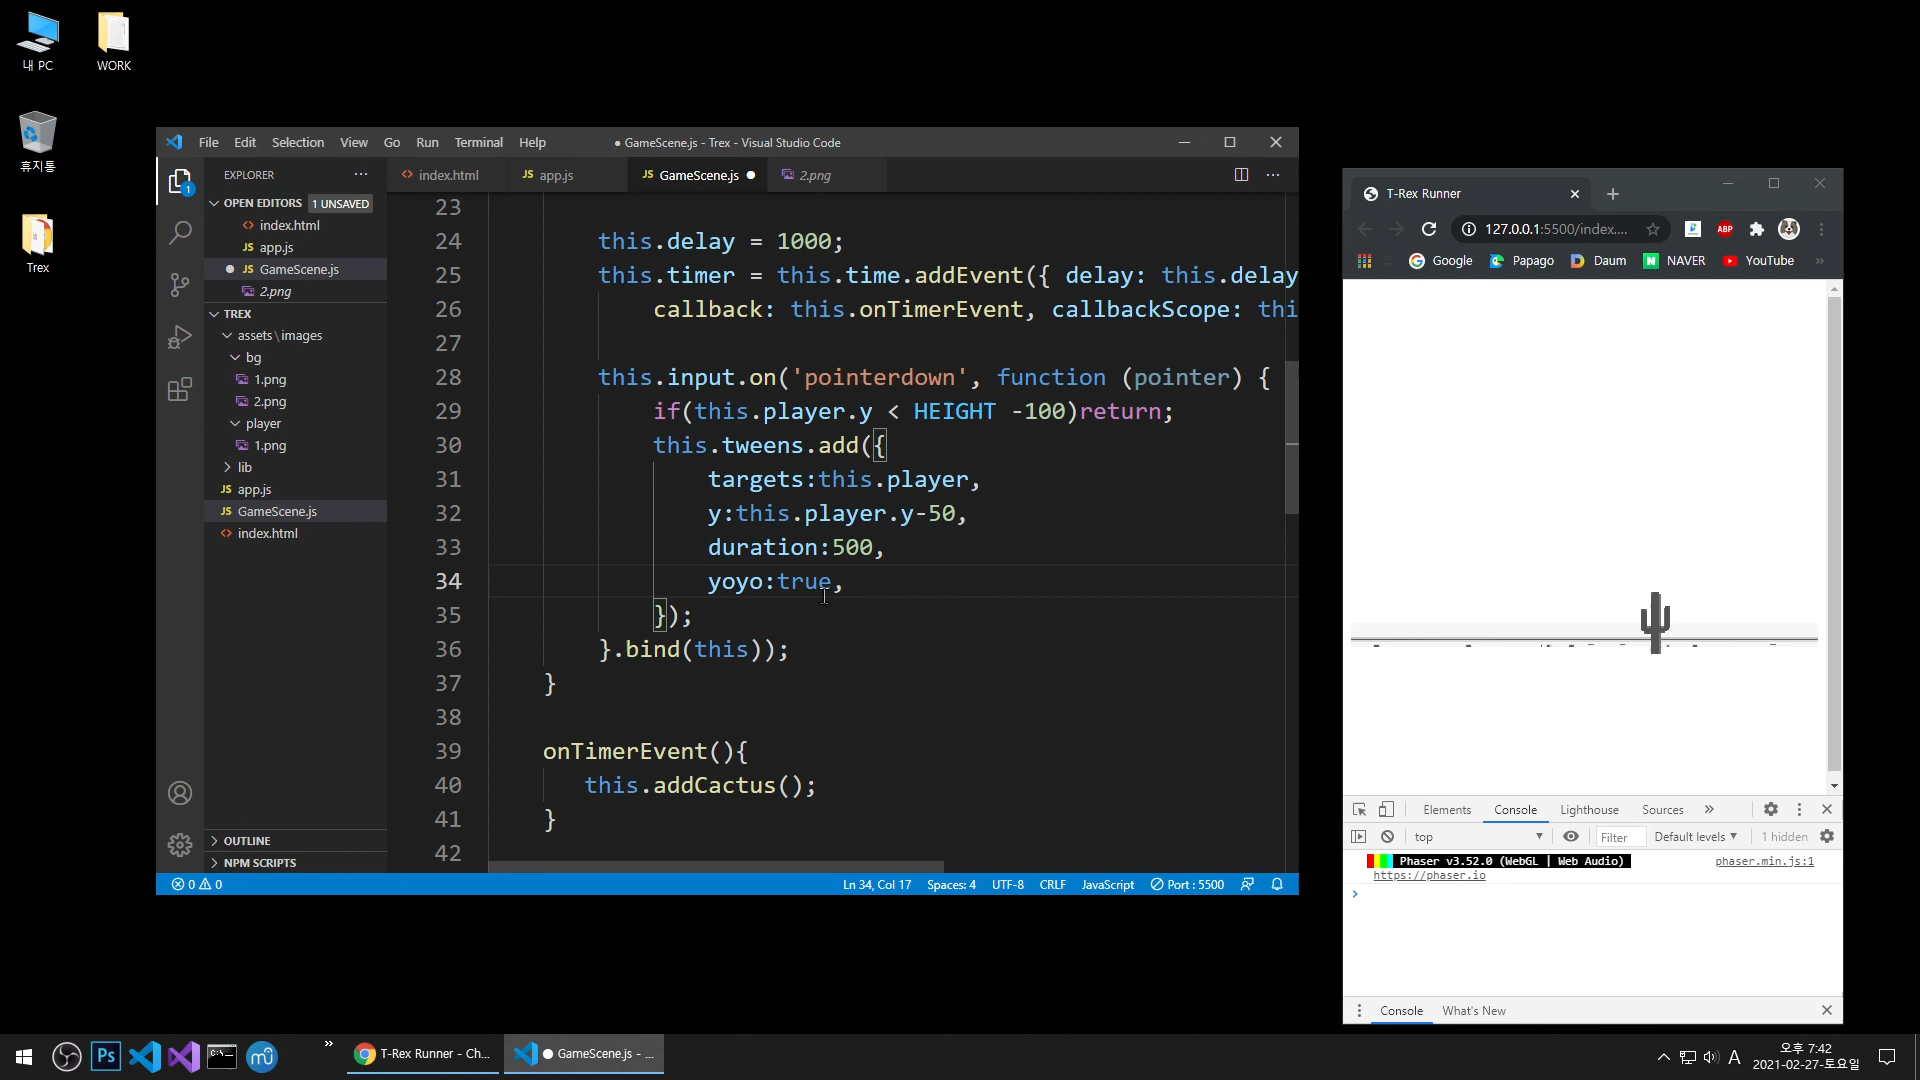 내 PC
WORK
휴지통
Trex
File Edit Selection View Go Run Terminal Help
● GameScene.js - Trex - Visual Studio Code
EXPLORER
OPEN EDITORS 1 UNSAVED
index.html
JS app.js
JS GameScene.js
2.png
TREX
assets\images
bg
1.png
2.png
player
1.png
lib
JS app.js
JS GameScene.js
index.html
OUTLINE
NPM SCRIPTS
index.html
JS app.js
JS GameScene.js
2.png
23
24 this.delay = 1000;
25 this.timer = this.time.addEvent({ delay: this.delay
26 callback: this.onTimerEvent, callbackScope: thi
27
28 this.input.on('pointerdown', function (pointer) {
29 if(this.player.y < HEIGHT -100)return;
30 this.tweens.add({
31 targets:this.player,
32 y:this.player.y-50,
33 duration:500,
34 yoyo:true,
35 });
36 }.bind(this));
37 }
38
39 onTimerEvent(){
40 this.addCactus();
41 }
42
0 0 Ln 34, Col 17 Spaces: 4 UTF-8 CRLF JavaScript Port : 5500
T-Rex Runner
127.0.0.1:5500/index....
ABP
Google Papago Daum NAVER YouTube »
Elements Console Lighthouse Sources »
top Filter Default levels 1 hidden
Phaser v3.52.0 (WebGL | Web Audio) phaser.min.js:1
https://phaser.io
Console What's New
Ps
T-Rex Runner - Ch...
● GameScene.js - ...
A
오후 7:42
2021-02-27-토요일